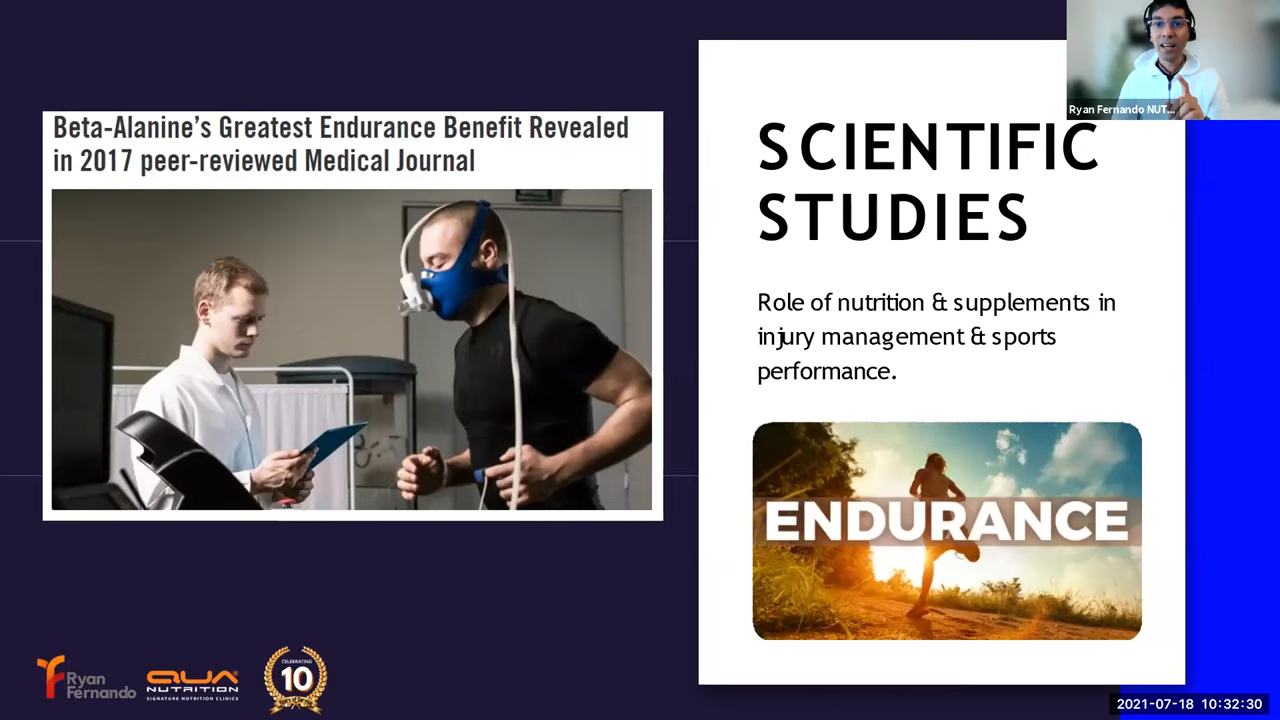 Beta-Alanine's Greatest Endurance Benefit Revealed
in 2017 peer-reviewed Medical Journal
Ryan Fernando NUT...
SCIENTIFIC
STUDIES
Role of nutrition & supplements in
injury management & sports
performance.
ENDURANCE
Ryan
Fernando
QUA
NUTRITION
SIGNATURE NUTRITION CLINICS
CELEBRATING
10
2021-07-18 10:32:30